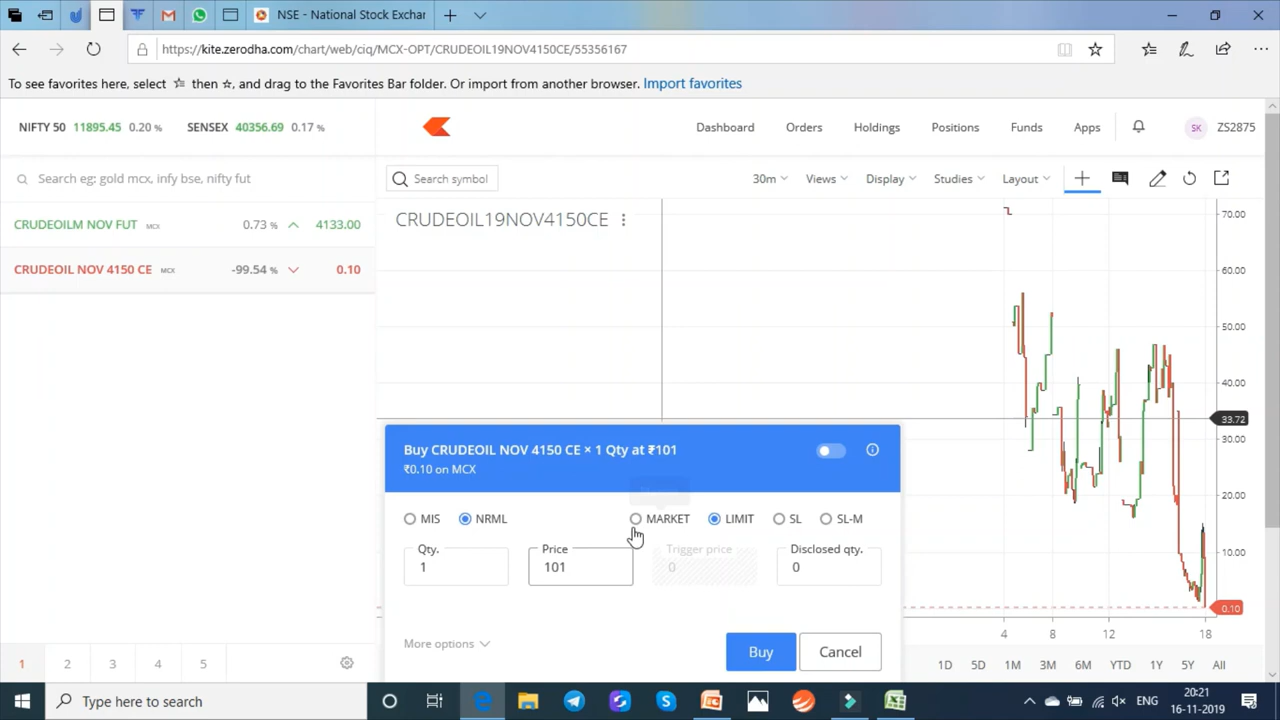 NSE - National Stock Exchan
https://kite.zerodha.com/chart/web/ciq/MCX-OPT/CRUDEOIL19NOV4150CE/55356167
To see favorites here, select ☆ then ☆, and drag to the Favorites Bar folder. Or import from another browser. Import favorites
NIFTY 50 11895.45 0.20 % SENSEX 40356.69 0.17 %
Dashboard Orders Holdings Positions Funds Apps SK ZS2875
Search eg: gold mcx, infy bse, nifty fut
Search symbol 30m Views Display Studies Layout
CRUDEOILM NOV FUT MCX 0.73 % 4133.00
CRUDEOIL NOV 4150 CE MCX -99.54 % 0.10
CRUDEOIL19NOV4150CE
70.00
60.00
50.00
40.00
33.72
30.00
20.00
10.00
0.10
4 8 12 18
Buy CRUDEOIL NOV 4150 CE × 1 Qty at ₹101
₹0.10 on MCX
MIS NRML MARKET LIMIT SL SL-M
Qty. Price Trigger price Disclosed qty.
1 101 0 0
More options
Buy Cancel
1 2 3 4 5
1D 5D 1M 3M 6M YTD 1Y 5Y All
Type here to search
ENG
20:21
16-11-2019